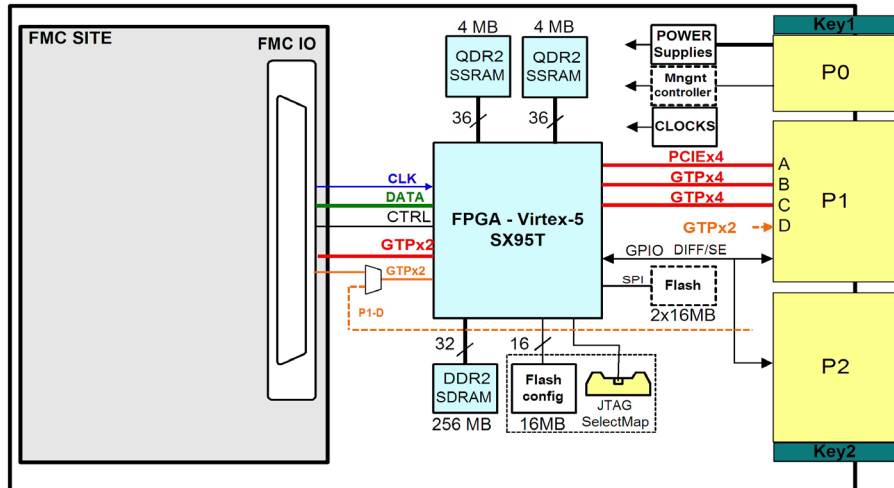 FMC SITE
FMC IO
4 MB
4 MB
QDR2
SSRAM
QDR2
SSRAM
36
36
POWER
Supplies
Mngnt
controller
CLOCKS
Key1
P0
PCIEx4
GTPx4
GTPx4
GTPx2
A
B
C
D
P1
CLK
DATA
CTRL
GTPx2
GTPx2
P1-D
FPGA - Virtex-5
SX95T
GPIO DIFF/SE
SPI
Flash
2x16MB
P2
32
16
DDR2
SDRAM
256 MB
Flash
config
16MB
JTAG
SelectMap
Key2